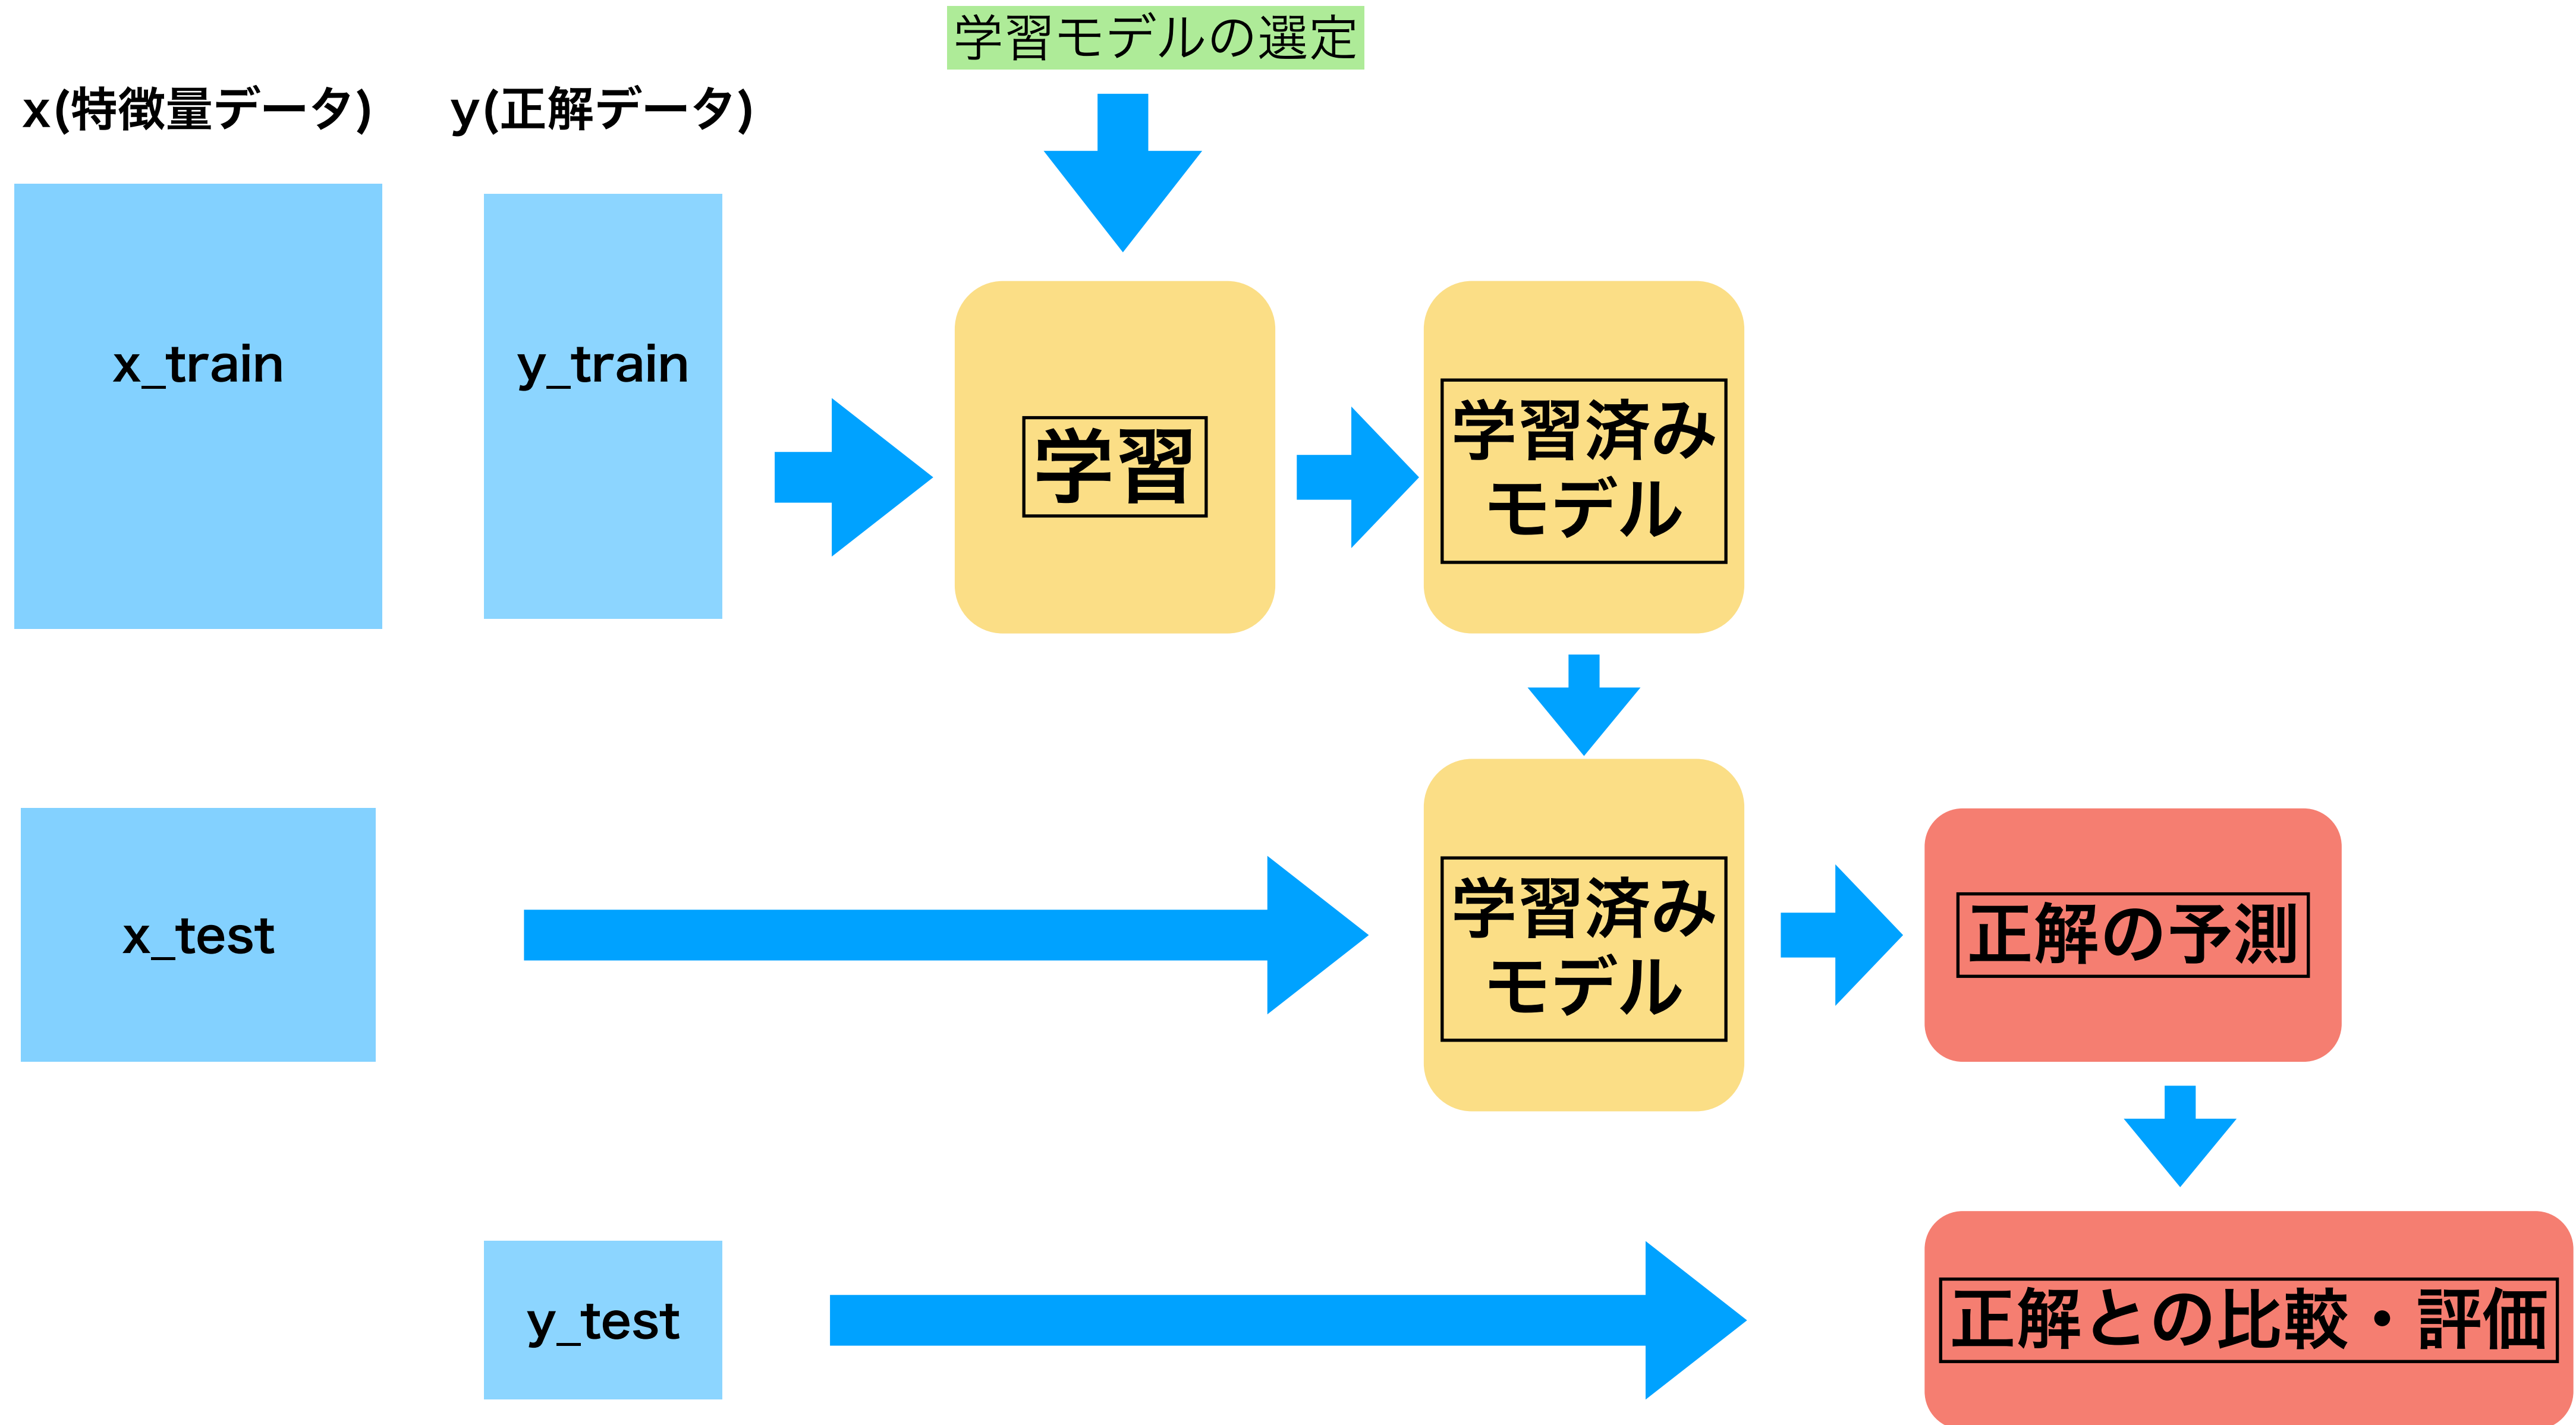 学習モデルの選定
x(特徴量データ)
y(正解データ)
x_train
y_train
学習
学習済み
モデル
x_test
学習済み
モデル
正解の予測
y_test
正解との比較・評価